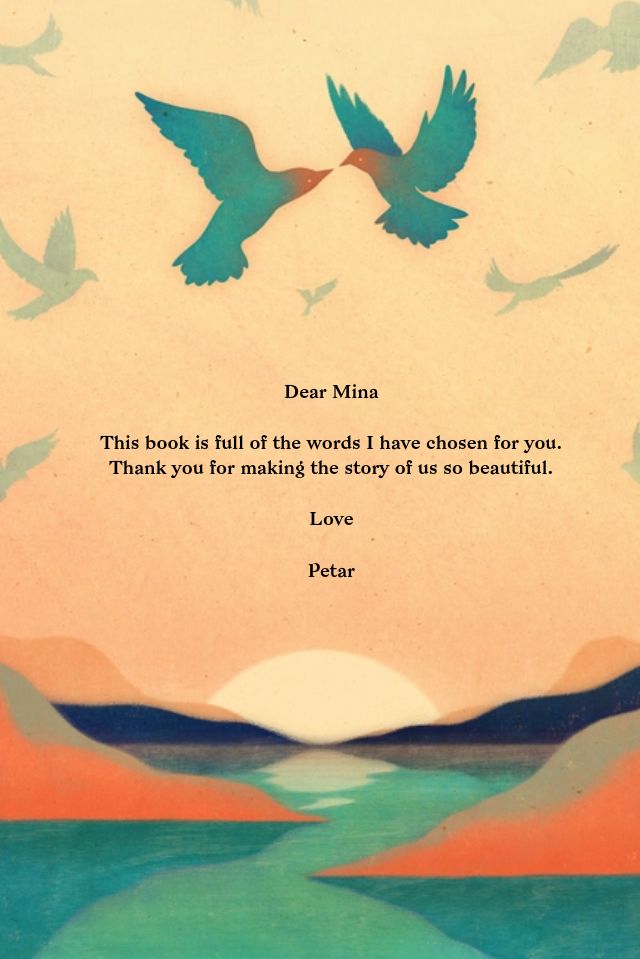 Dear Mina
This book is full of the words I have chosen for you.
Thank you for making the story of us so beautiful.
Love
Petar